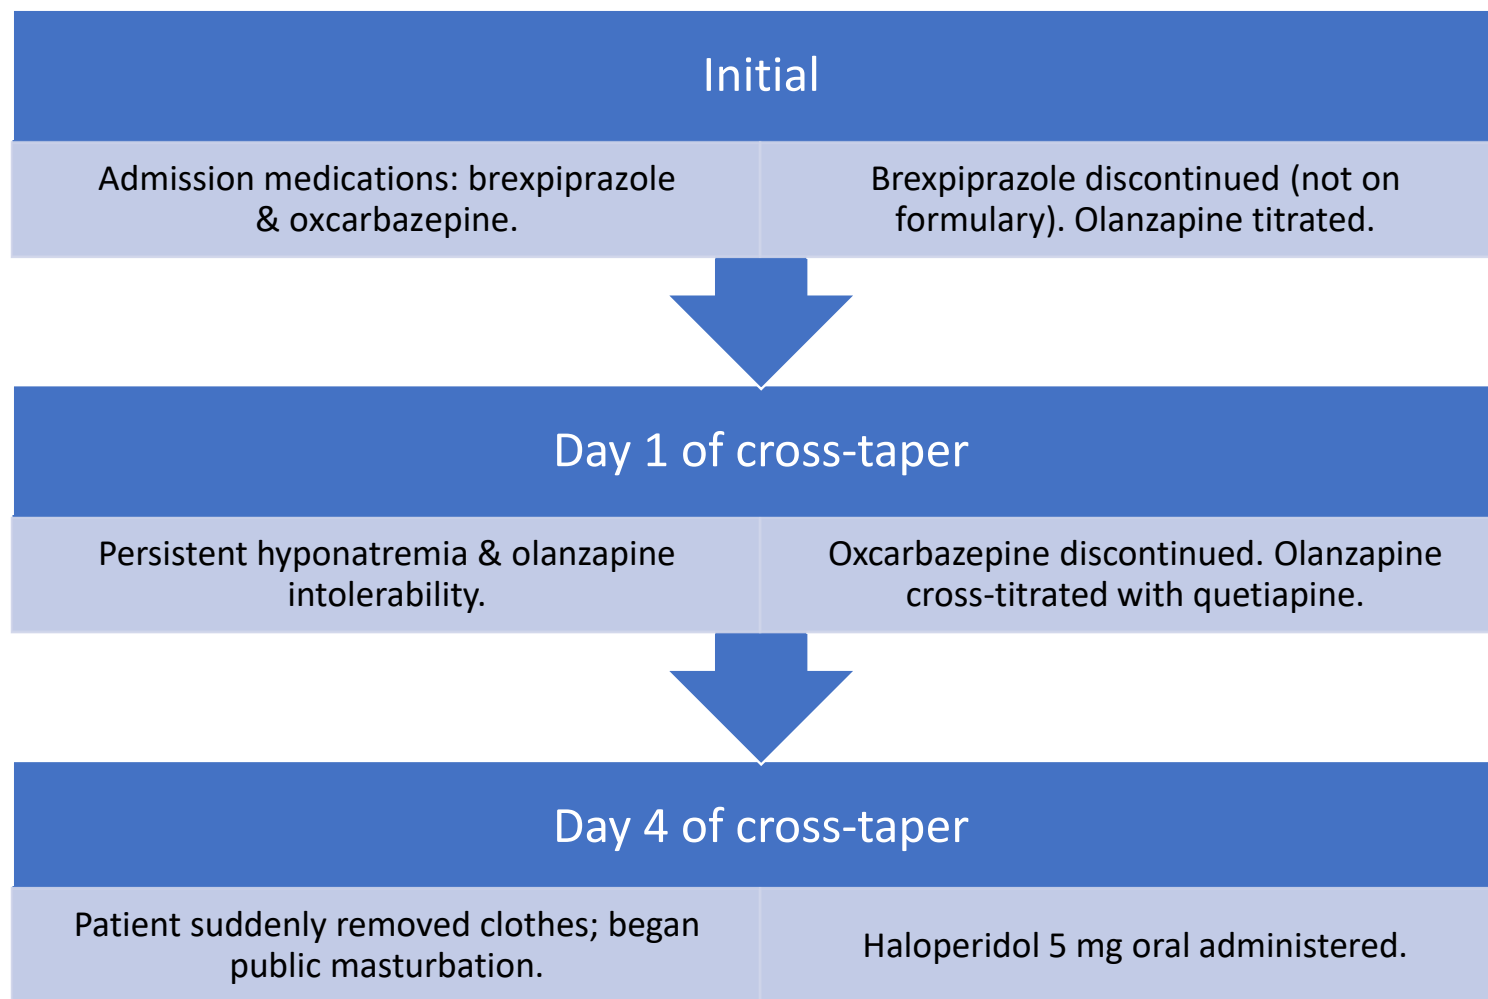 Initial
Admission medications: brexpiprazole
& oxcarbazepine.
Brexpiprazole discontinued (not on
formulary). Olanzapine titrated.
Day 1 of cross-taper
Persistent hyponatremia & olanzapine
intolerability.
Oxcarbazepine discontinued. Olanzapine
cross-titrated with quetiapine.
Day 4 of cross-taper
Patient suddenly removed clothes; began
public masturbation.
Haloperidol 5 mg oral administered.